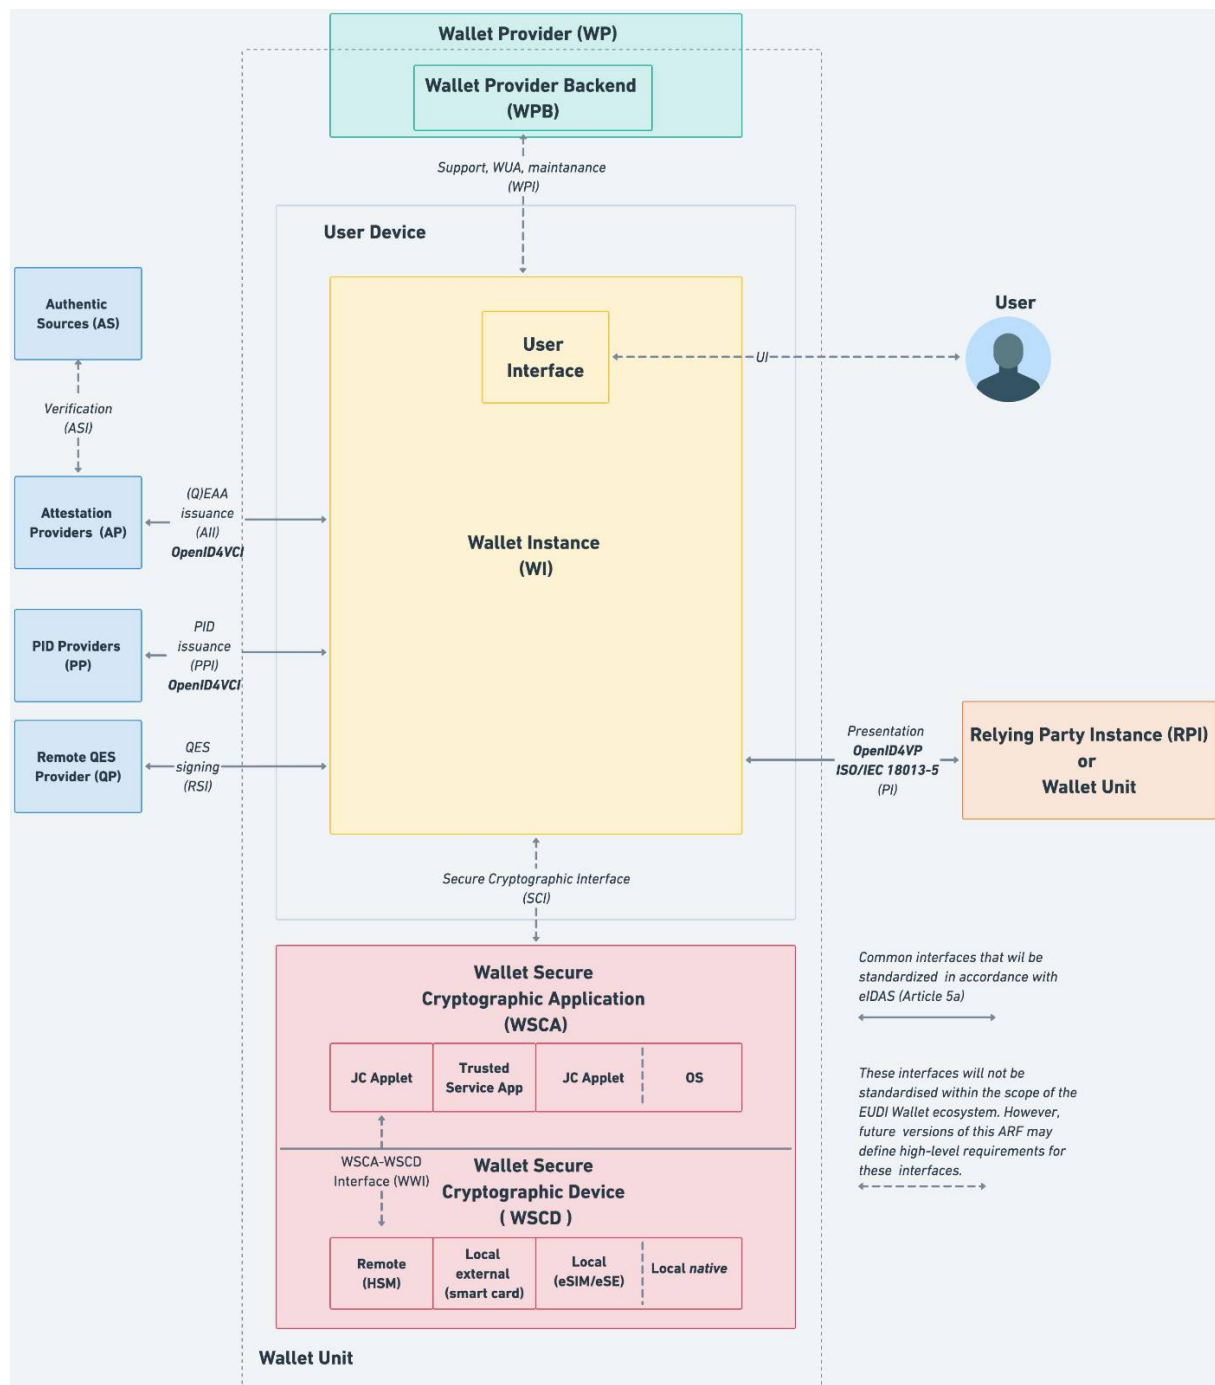 Wallet Provider (WP)
Wallet Provider Backend
(WPB)
Support, WUA, maintanance
(WPI)
User Device
Authentic
Sources (AS)
User
User
Interface
UI
Verification
(ASI)
Attestation
Providers (AP)
(Q)EAA
issuance
(AII)
OpenID4VCI
Wallet Instance
(WI)
PID Providers
(PP)
PID
issuance
(PPI)
OpenID4VCI
Remote QES
Provider (QP)
QES
signing
(RSI)
Presentation
OpenID4VP
ISO/IEC 18013-5
(PI)
Relying Party Instance (RPI)
or
Wallet Unit
Secure Cryptographic Interface
(SCI)
Wallet Secure
Cryptographic Application
(WSCA)
JC Applet
Trusted
Service App
JC Applet
OS
WSCA-WSCD
Interface (WWI)
Wallet Secure
Cryptographic Device
( WSCD )
Remote
(HSM)
Local
external
(smart card)
Local
(eSIM/eSE)
Local native
Common interfaces that wil be
standardized in accordance with
eIDAS (Article 5a)
These interfaces will not be
standardised within the scope of the
EUDI Wallet ecosystem. However,
future versions of this ARF may
define high-level requirements for
these interfaces.
Wallet Unit